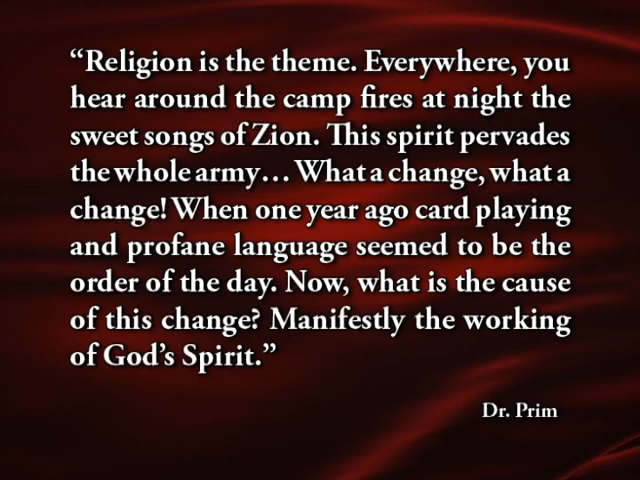 “Religion is the theme. Everywhere, you
hear around the camp fires at night the
sweet songs of Zion. This spirit pervades
the whole army… What a change, what a
change! When one year ago card playing
and profane language seemed to be the
order of the day. Now, what is the cause
of this change? Manifestly the working
of God’s Spirit.”
Dr. Prim